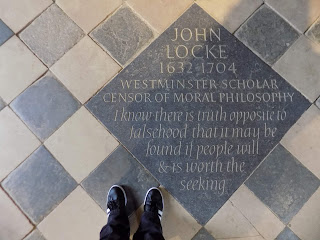 JOHN
LOCKE
1632-1704
WESTMINSTER SCHOLAR
CENSOR OF MORAL PHILOSOPHY
I know there is truth opposite to
falsehood that it may be
found if people will
& is worth the
seeking